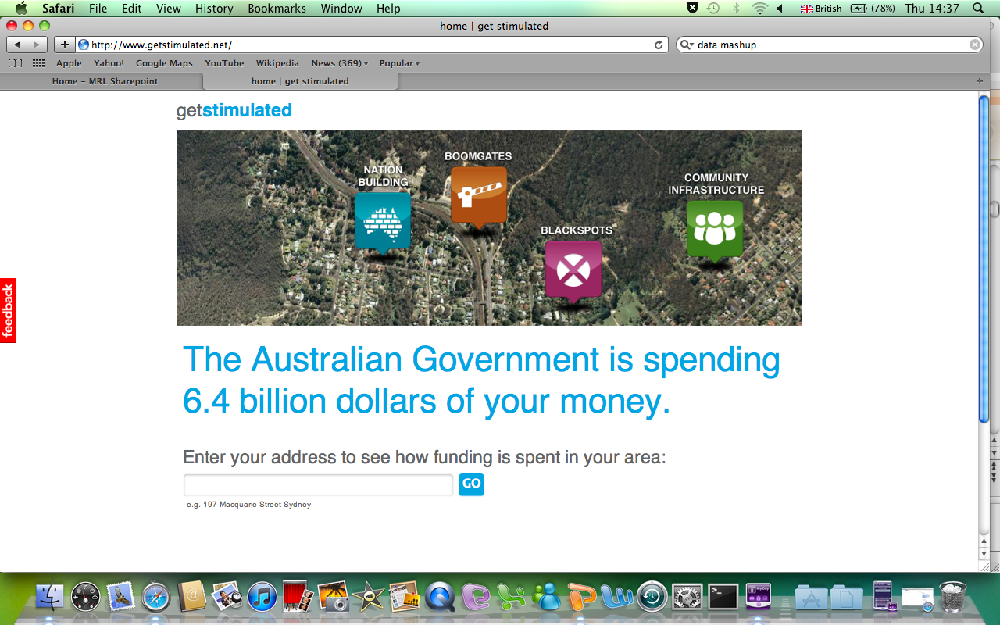 Safari File Edit View History Bookmarks Window Help British (78%) Thu 14:37
home | get stimulated
http://www.getstimulated.net/ data mashup
Apple Yahoo! Google Maps YouTube Wikipedia News (369) Popular
Home – MRL Sharepoint home | get stimulated
getstimulated
BOOMGATES
NATION
BUILDING
COMMUNITY
INFRASTRUCTURE
BLACKSPOTS
feedback
The Australian Government is spending
6.4 billion dollars of your money.
Enter your address to see how funding is spent in your area:
GO
e.g. 197 Macquarie Street Sydney